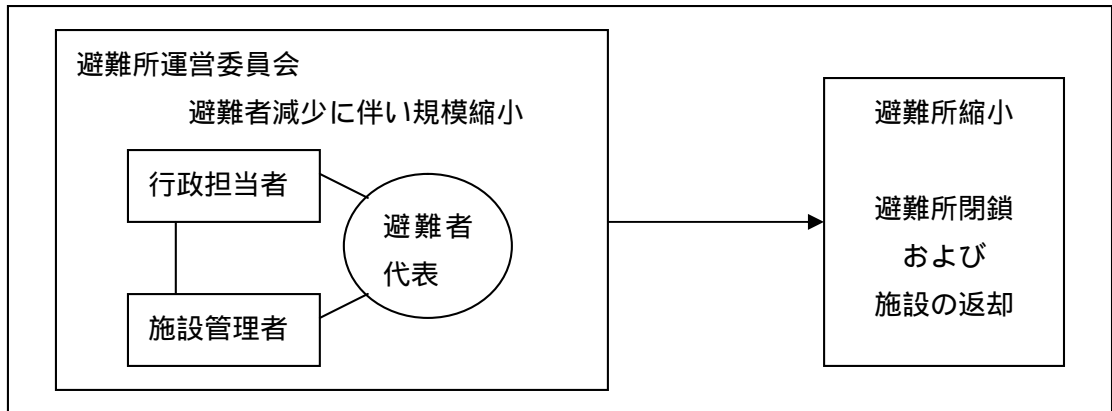 避難所運営委員会
避難者減少に伴い規模縮小
行政担当者
避難者
代表
施設管理者
避難所縮小
避難所閉鎖
および
施設の返却